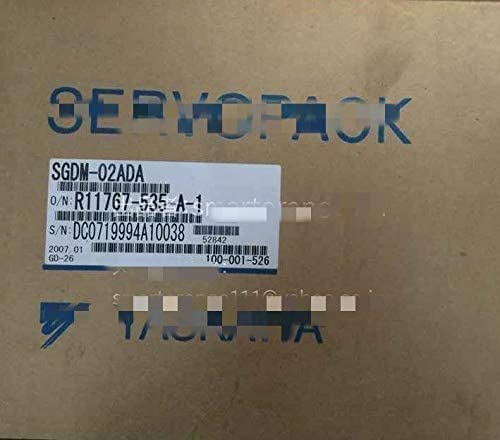 SERVOPACK
SGDM-02ADA
O/N: R117G7-535-A-1
S/N: DC0719994A10038
52842
2007.01
GD-26 100-001-526
YASKAWA